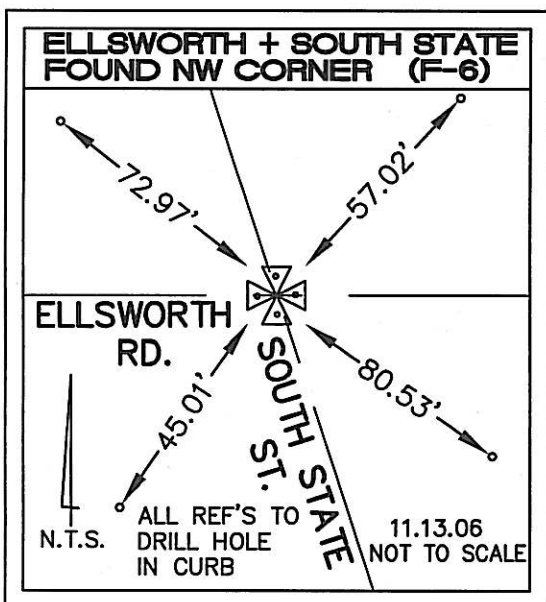 ELLSWORTH + SOUTH STATE
FOUND NW CORNER (F-6)
72.97'
57.02'
ELLSWORTH
RD.
SOUTH STATE
ST.
45.01'
80.53'
N.T.S.
ALL REF'S TO
DRILL HOLE
IN CURB
11.13.06
NOT TO SCALE